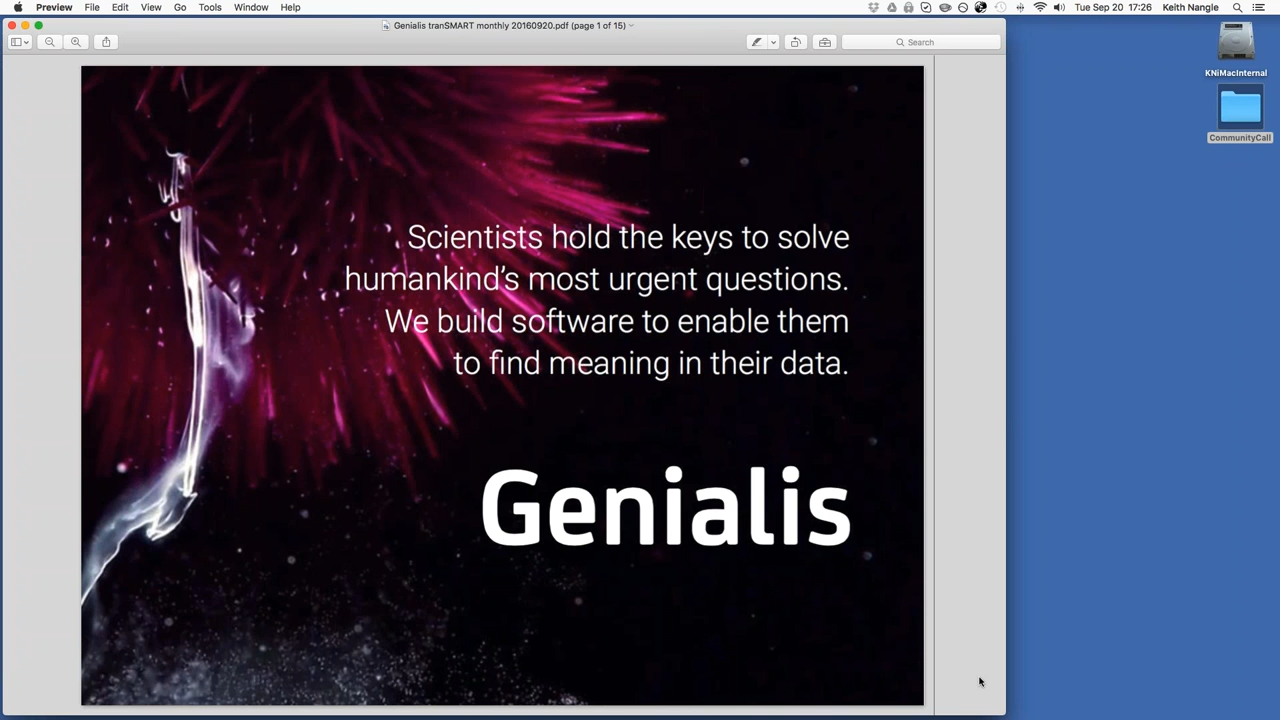 Preview File Edit View Go Tools Window Help Tue Sep 20 17:26 Keith Nangle
Genialis tranSMART monthly 20160920.pdf (page 1 of 15)
Search
KNiMacInternal
CommunityCall
Scientists hold the keys to solve
humankind’s most urgent questions.
We build software to enable them
to find meaning in their data.
Genialis